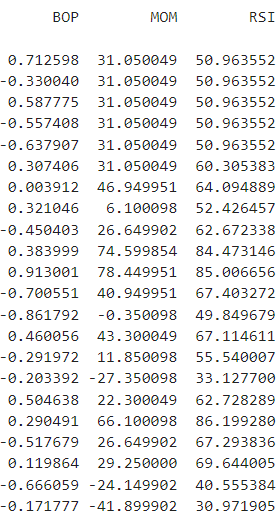 BOP MOM RSI
0.712598 31.050049 50.963552
-0.330040 31.050049 50.963552
0.587775 31.050049 50.963552
-0.557408 31.050049 50.963552
-0.637907 31.050049 50.963552
0.307406 31.050049 60.305383
0.003912 46.949951 64.094889
0.321046 6.100098 52.426457
-0.450403 26.649902 62.672338
0.383999 74.599854 84.473146
0.913001 78.449951 85.006656
-0.700551 40.949951 67.403272
-0.861792 -0.350098 49.849679
0.460056 43.300049 67.114611
-0.291972 11.850098 55.540007
-0.203392 -27.350098 33.127700
0.504638 22.300049 62.728289
0.290491 66.100098 86.199280
-0.517679 26.649902 67.293836
0.119864 29.250000 69.644005
-0.666059 -24.149902 40.555384
-0.171777 -41.899902 30.971905